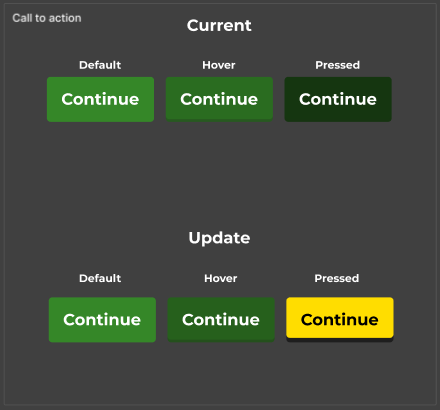 Call to action
Current
Default Hover Pressed
Continue Continue Continue
Update
Default Hover Pressed
Continue Continue Continue